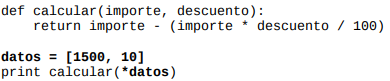 def calcular(importe, descuento):
    return importe - (importe * descuento / 100)
datos = [1500, 10]
print calcular(*datos)